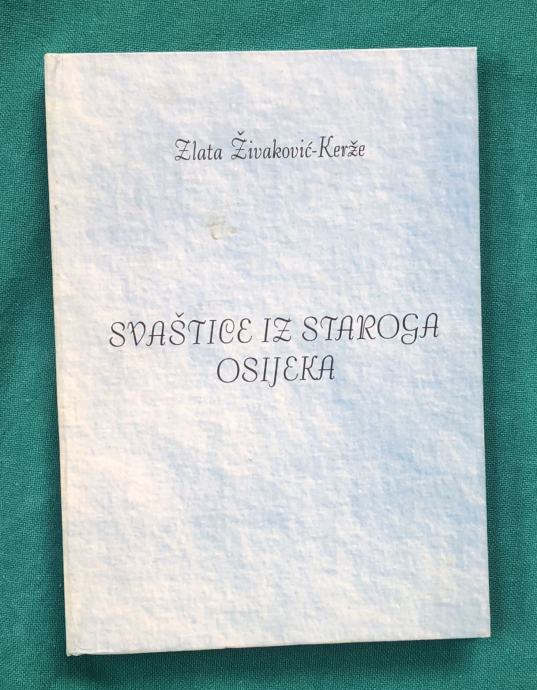 Zlata Živaković-Kerže
SVAŠTICE IZ STAROGA
OSIJEKA